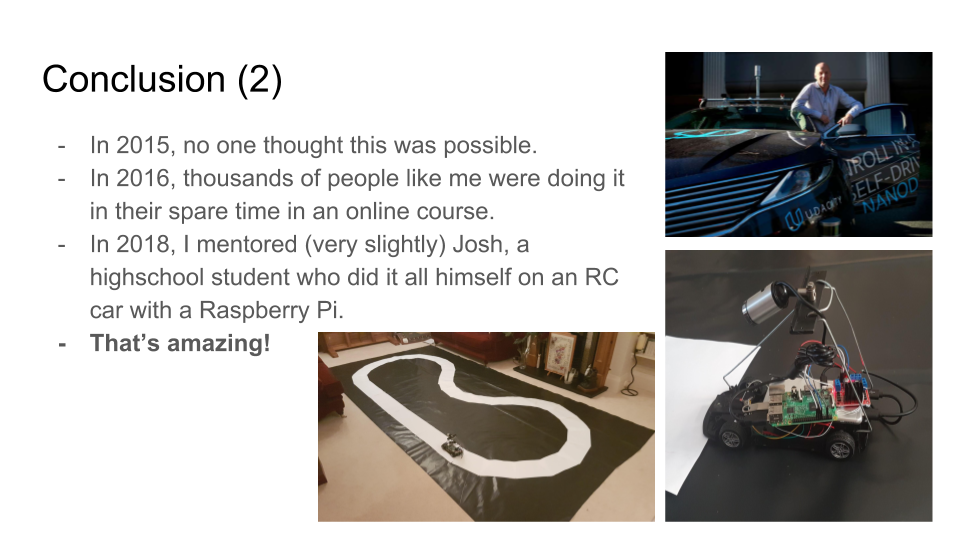 Conclusion (2)
- In 2015, no one thought this was possible.
- In 2016, thousands of people like me were doing it
in their spare time in an online course.
- In 2018, I mentored (very slightly) Josh, a
highschool student who did it all himself on an RC
car with a Raspberry Pi.
- That’s amazing!
SELF-DRIV
NANOD
UDACITY